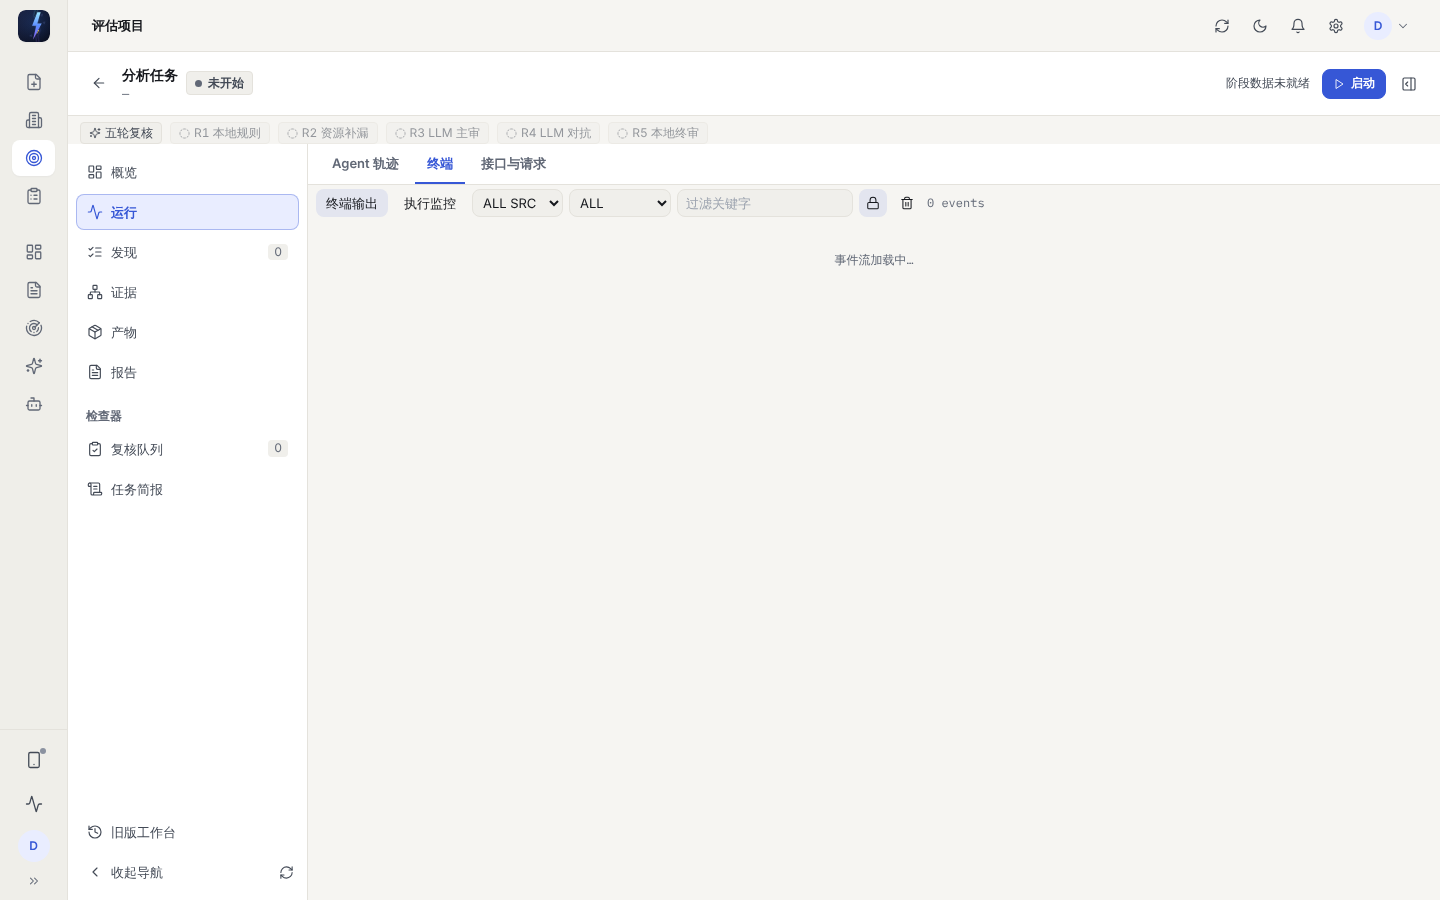 评估项目
D
分析任务
—
未开始
阶段数据未就绪
启动
五轮复核
R1 本地规则
R2 资源补漏
R3 LLM 主审
R4 LLM 对抗
R5 本地终审
概览
运行
发现
0
证据
产物
报告
检查器
复核队列
0
任务简报
旧版工作台
收起导航
Agent 轨迹
终端
接口与请求
终端输出
执行监控
ALL SRC
ALL
过滤关键字
0 events
事件流加载中…
D